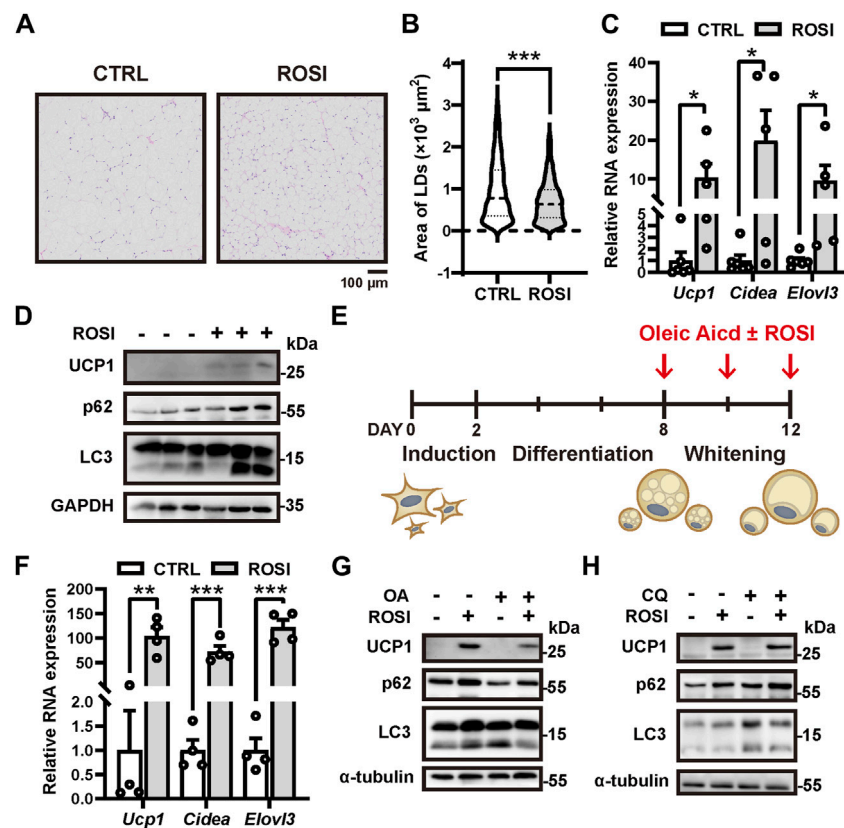 A
CTRL
ROSI
100 μm
B
***
Area of LDs (×10³ μm²)
4
3
2
1
0
-1
CTRL
ROSI
C
CTRL
ROSI
*
*
*
Relative RNA expression
40
30
20
10
5
4
3
2
1
0
Ucp1
Cidea
Elovl3
D
ROSI - - - + + +
kDa
UCP1
-25
p62
-55
LC3
-15
GAPDH
-35
E
Oleic Aicd ± ROSI
DAY 0 2 8 12
Induction Differentiation Whitening
F
CTRL
ROSI
**
***
***
Relative RNA expression
200
150
100
50
2.0
1.5
1.0
0.5
0.0
Ucp1
Cidea
Elovl3
G
OA - - + +
ROSI - + - +
kDa
UCP1
-25
p62
-55
LC3
-15
α-tubulin
-55
H
CQ - - + +
ROSI - + - +
kDa
UCP1
-25
p62
-55
LC3
-15
α-tubulin
-55